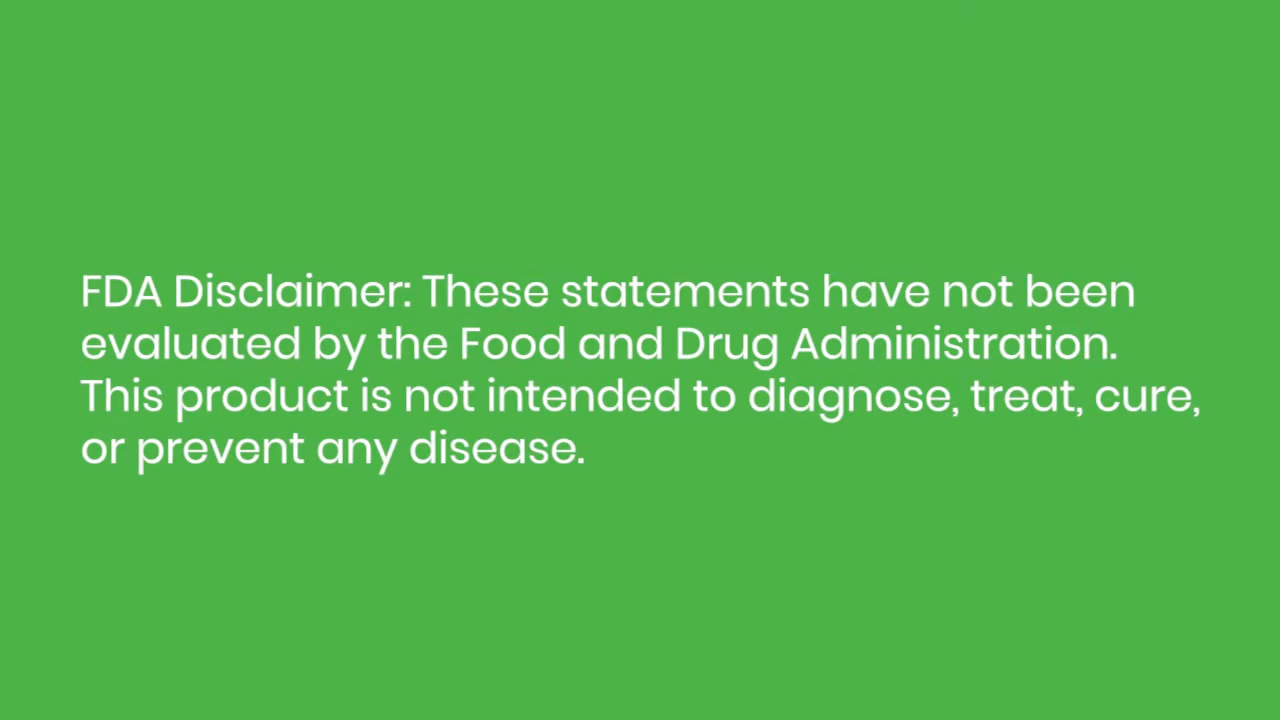 FDA Disclaimer: These statements have not been
evaluated by the Food and Drug Administration.
This product is not intended to diagnose, treat, cure,
or prevent any disease.